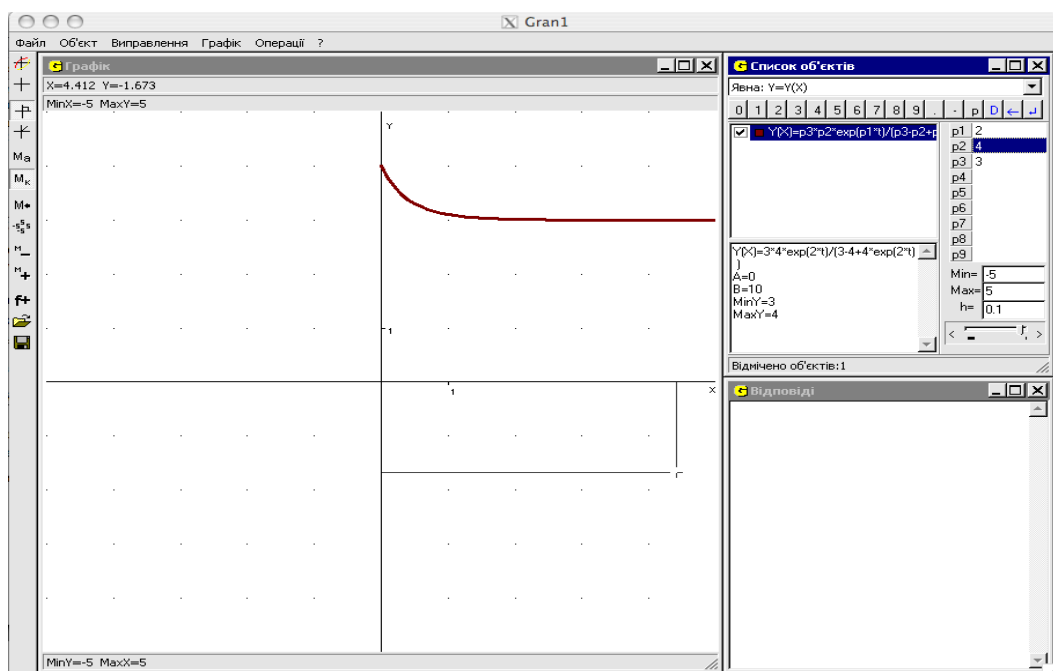 Gran1
Файл Об'єкт Виправлення Графік Операції ?
Графік
X=4.412 Y=-1.673
MinX=-5 MaxY=5
Y
1
1
X
MinY=-5 MaxX=5
Ma
Mк
M
M
M
f+
Список об'єктів
Явна: Y=Y(X)
0 1 2 3 4 5 6 7 8 9 . - p D ← ↵
Y(X)=p3*p2*exp(p1*t)/(p3-p2+p
p1 2
p2 4
p3 3
p4
p5
p6
p7
p8
p9
Y(X)=3*4*exp(2*t)/(3-4+4*exp(2*t)
)
A=0
B=10
MinY=3
MaxY=4
Min= -5
Max= 5
h= 0.1
< >
Відмічено об'єктів:1
Відповіді